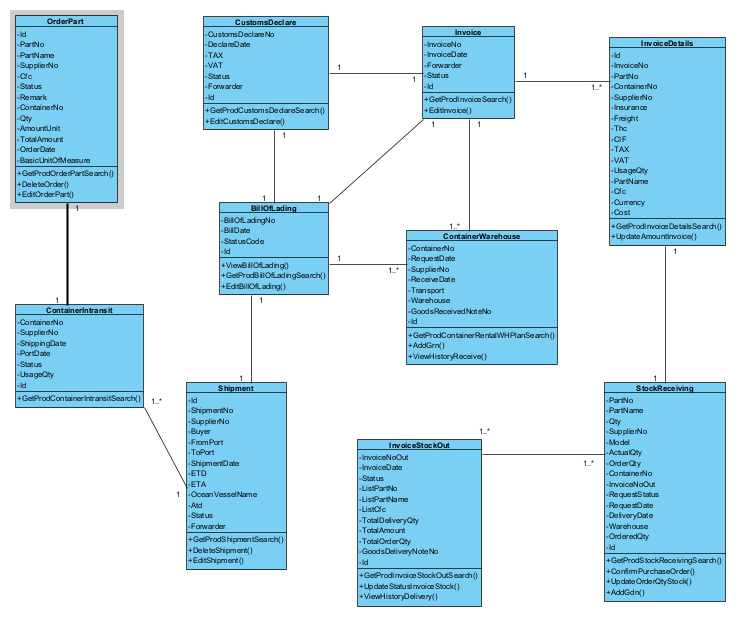 OrderPart
-Id
-PartNo
-PartName
-SupplierNo
-Cfc
-Status
-Remark
-ContainerNo
-Qty
-AmountUnit
-TotalAmount
-OrderDate
-BasicUnitOfMeasure
+GetProdOrderPartSearch()
+DeleteOrder()
+EditOrderPart()
1
1
CustomsDeclare
-CustomsDeclareNo
-DeclareDate
-TAX
-VAT
-Status
-Forwarder
-Id
+GetProdCustomsDeclareSearch()
+EditCustomsDeclare()
1
1
1
1
Invoice
-InvoiceNo
-InvoiceDate
-Forwarder
-Status
-Id
+GetProdInvoiceSearch()
+EditInvoice()
1
1..*
1
1
1
1..*
InvoiceDetails
-Id
-InvoiceNo
-PartNo
-ContainerNo
-SupplierNo
-Insurance
-Freight
-Thc
-CIF
-TAX
-VAT
-UsageQty
-PartName
-Cfc
-Currency
-Cost
+GetProdInvoiceDetailsSearch()
+UpdateAmountInvoice()
1
1
BillOfLading
-BillOfLadingNo
-BillDate
-StatusCode
-Id
+ViewBillOfLading()
+GetProdBillOfLadingSearch()
+EditBillOfLading()
1
1..*
1
1
ContainerWarehouse
-ContainerNo
-RequestDate
-SupplierNo
-ReceiveDate
-Transport
-Warehouse
-GoodsReceivedNoteNo
-Id
+GetProdContainerRentalWHPlanSearch()
+AddGrn()
+ViewHistoryReceive()
ContainerIntransit
-ContainerNo
-SupplierNo
-ShippingDate
-PortDate
-Status
-UsageQty
-Id
+GetProdContainerIntransitSearch()
1..*
1
Shipment
-Id
-ShipmentNo
-SupplierNo
-Buyer
-FromPort
-ToPort
-ShipmentDate
-ETD
-ETA
-OceanVesselName
-Atd
-Status
-Forwarder
+GetProdShipmentSearch()
+DeleteShipment()
+EditShipment()
InvoiceStockOut
-InvoiceNoOut
-InvoiceDate
-Status
-ListPartNo
-ListPartName
-ListCfc
-TotalDeliveryQty
-TotalAmount
-TotalOrderQty
-GoodsDeliveryNoteNo
-Id
+GetProdInvoiceStockOutSearch()
+UpdateStatusInvoiceStock()
+ViewHistoryDelivery()
1..*
1..*
StockReceiving
-PartNo
-PartName
-Qty
-SupplierNo
-Model
-ActualQty
-OrderQty
-ContainerNo
-InvoiceNoOut
-RequestStatus
-RequestDate
-DeliveryDate
-Warehouse
-OrderedQty
-Id
+GetProdStockReceivingSearch()
+ConfirmPurchaseOrder()
+UpdateOrderQtyStock()
+AddGdn()